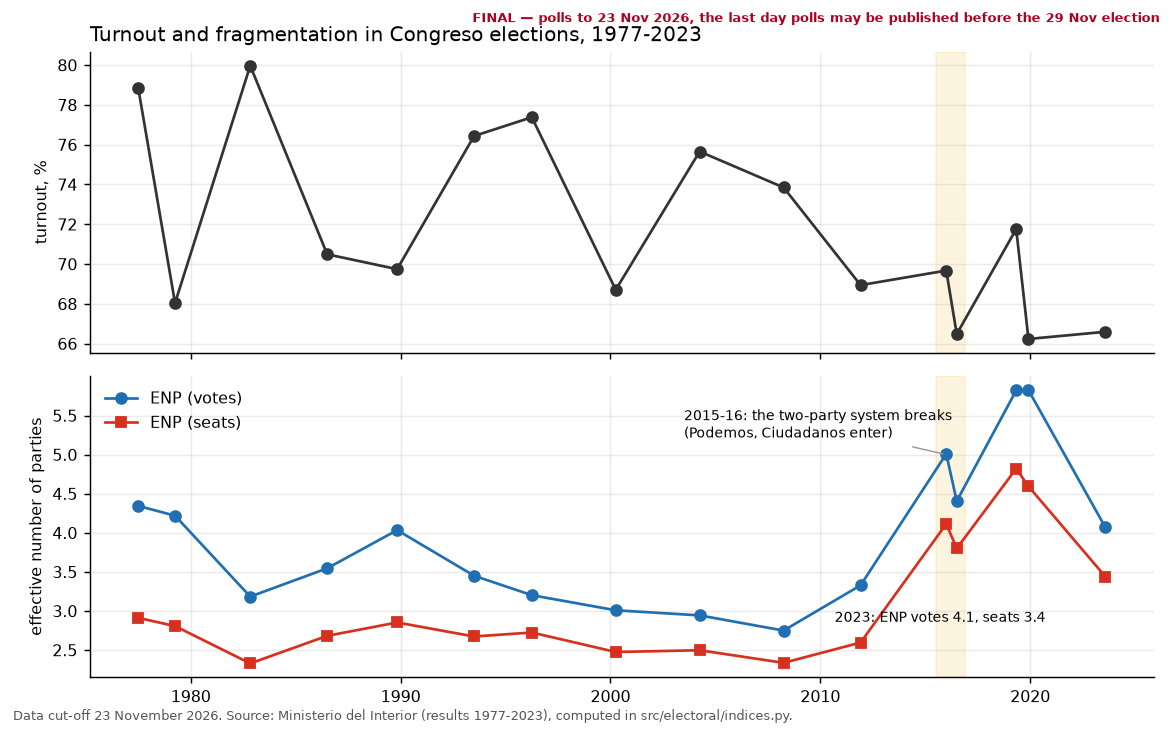 FINAL — polls to 23 Nov 2026, the last day polls may be published before the 29 Nov election
Turnout and fragmentation in Congreso elections, 1977-2023
80
78
76
74
72
70
68
66
turnout, %
ENP (votes)
ENP (seats)
2015-16: the two-party system breaks
(Podemos, Ciudadanos enter)
2023: ENP votes 4.1, seats 3.4
5.5
5.0
4.5
4.0
3.5
3.0
2.5
effective number of parties
1980
1990
2000
2010
2020
Data cut-off 23 November 2026. Source: Ministerio del Interior (results 1977-2023), computed in src/electoral/indices.py.